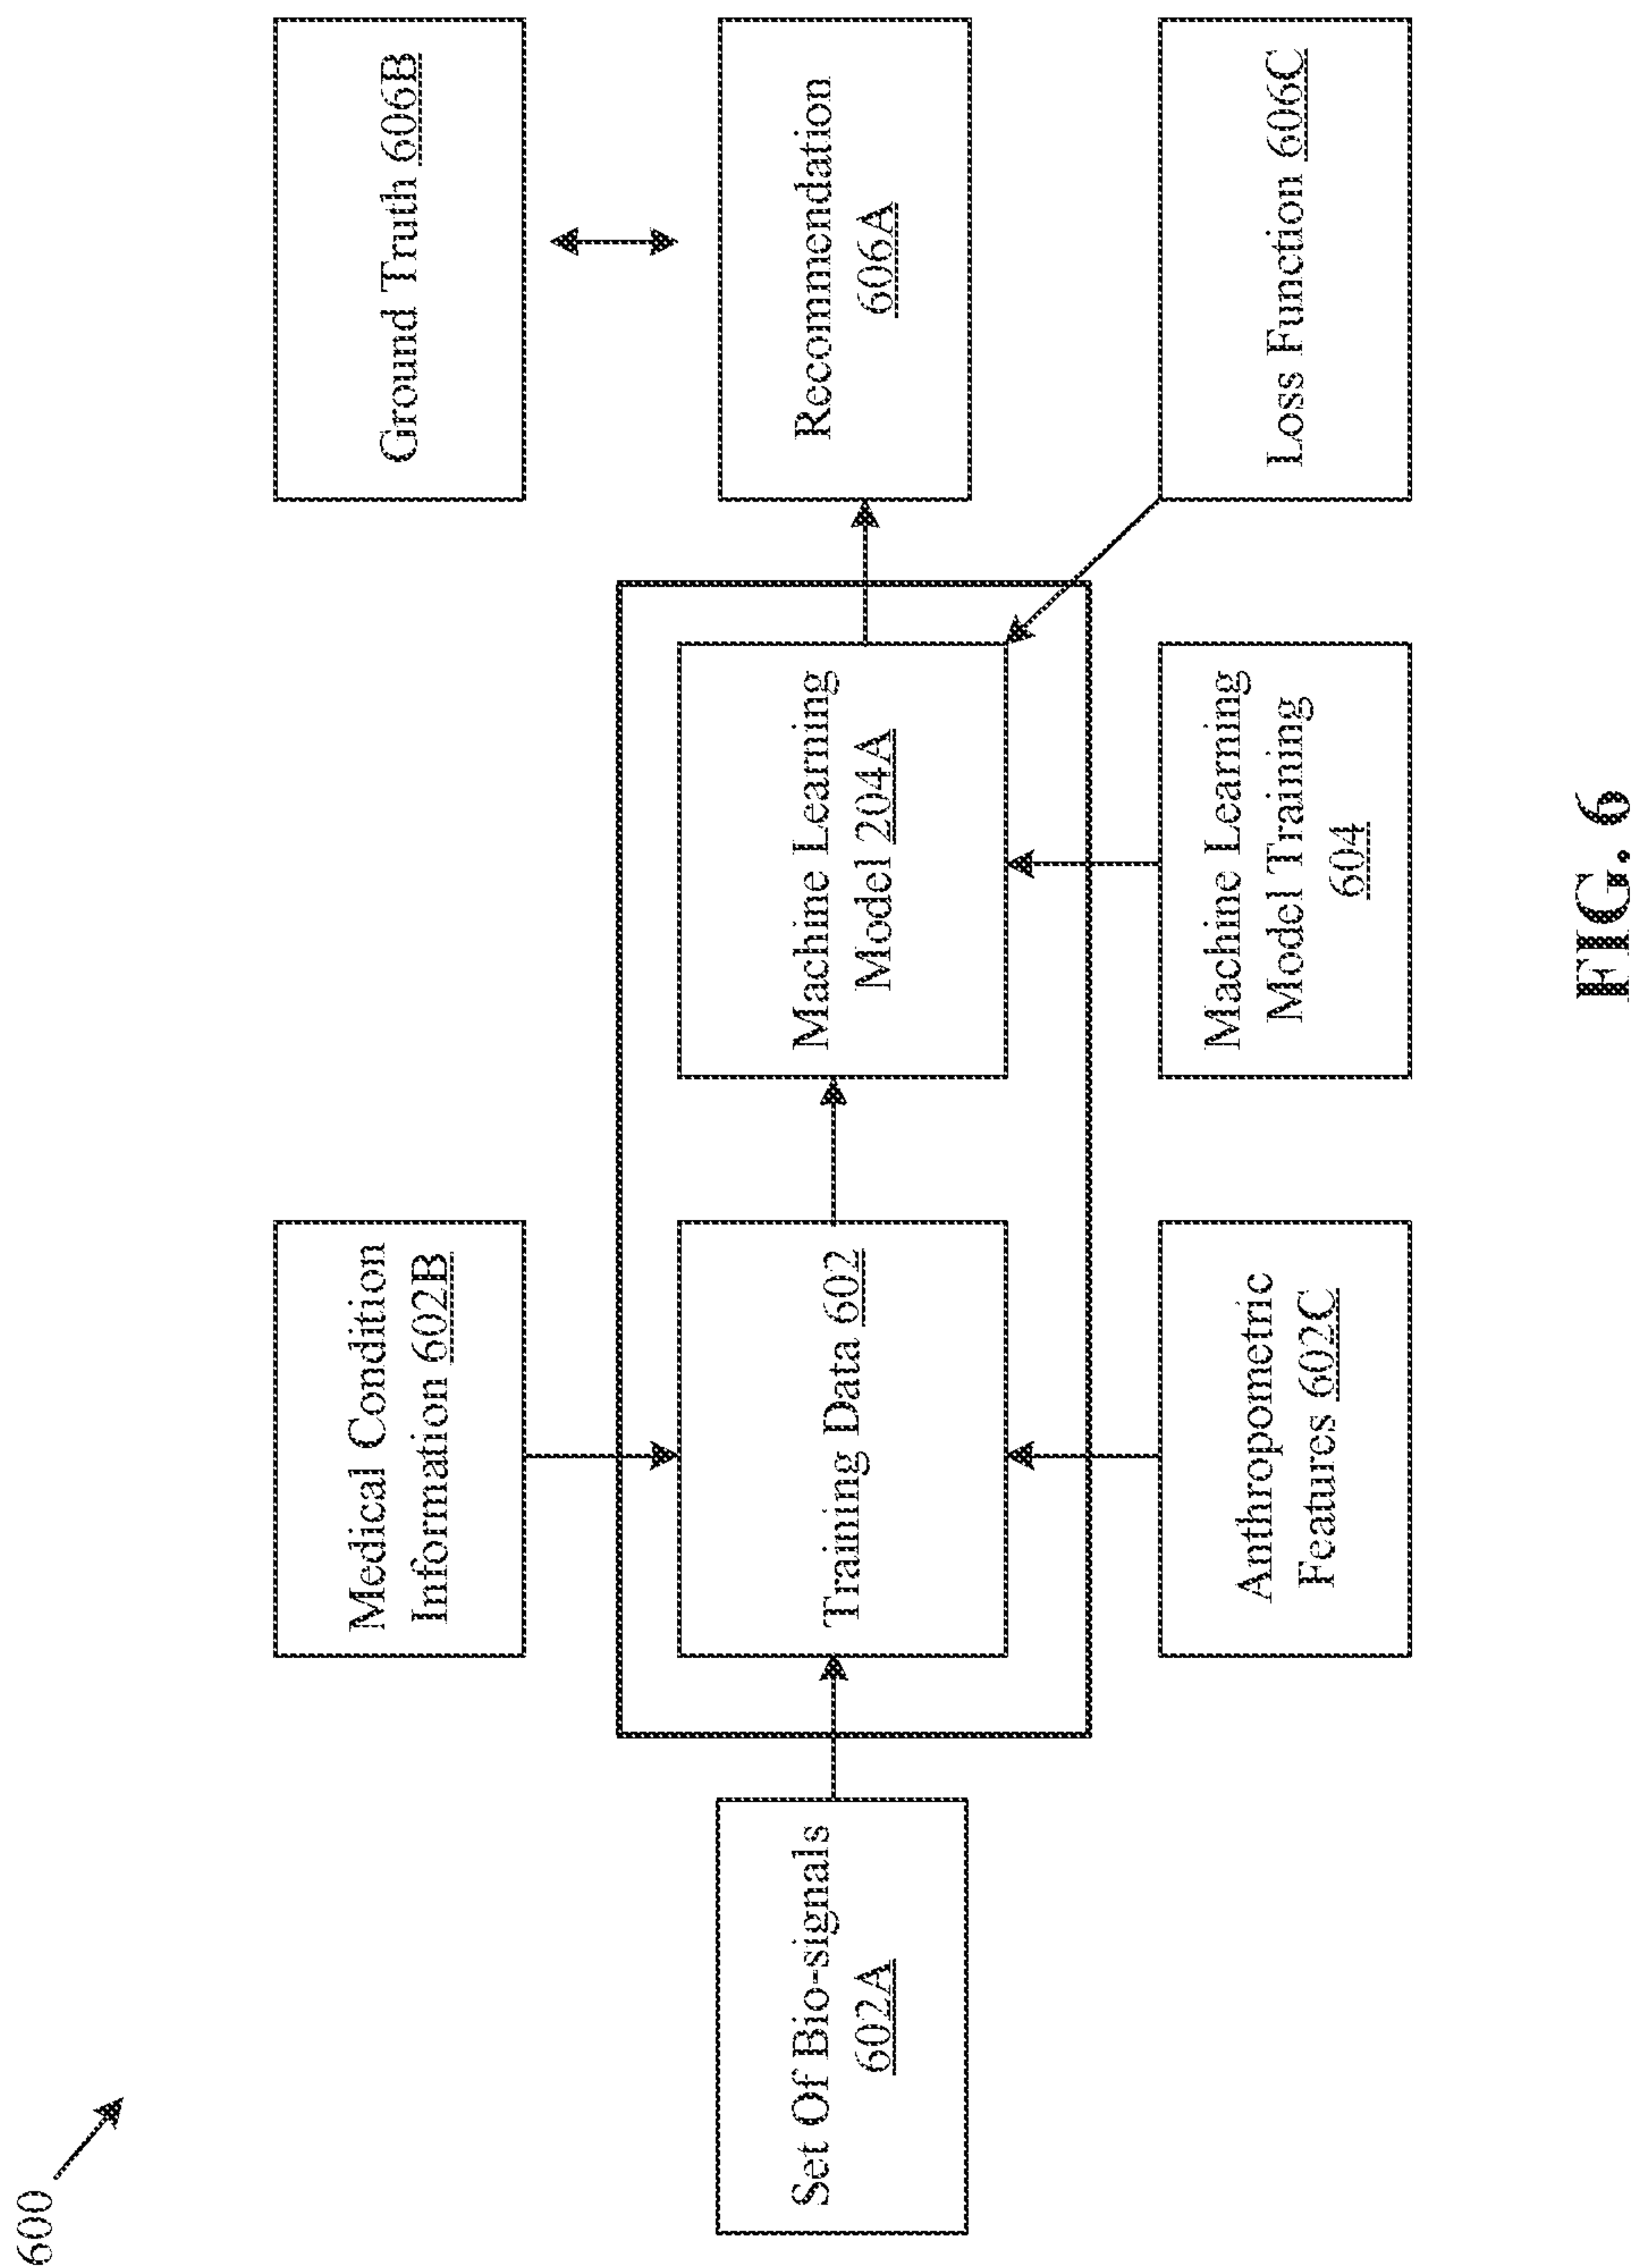 600
Medical Condition
Information 602B
Ground Truth 606B
Set Of Bio-signals
602A
Training Data 602
Machine Learning
Model 204A
Recommendation
606A
Anthropometric
Features 602C
Machine Learning
Model Training
604
Loss Function 606C
FIG. 6